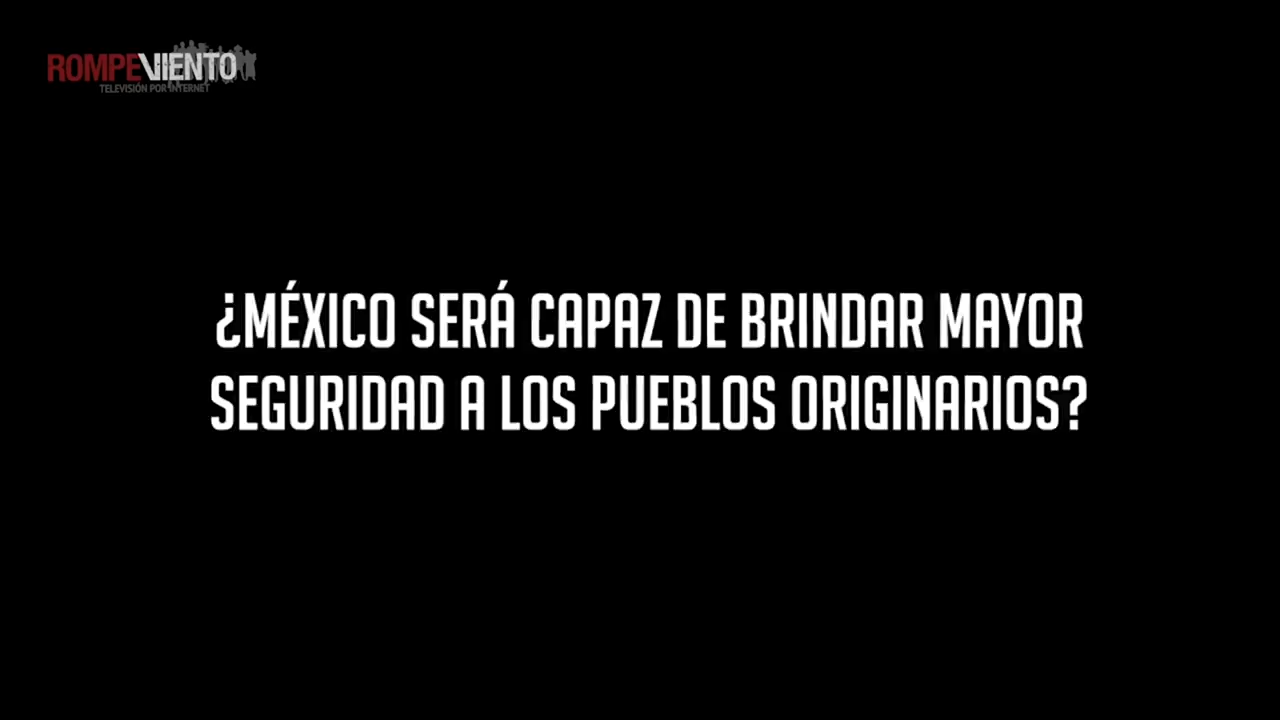 ROMPEVIENTO
TELEVISIÓN POR INTERNET
¿MÉXICO SERÁ CAPAZ DE BRINDAR MAYOR
SEGURIDAD A LOS PUEBLOS ORIGINARIOS?